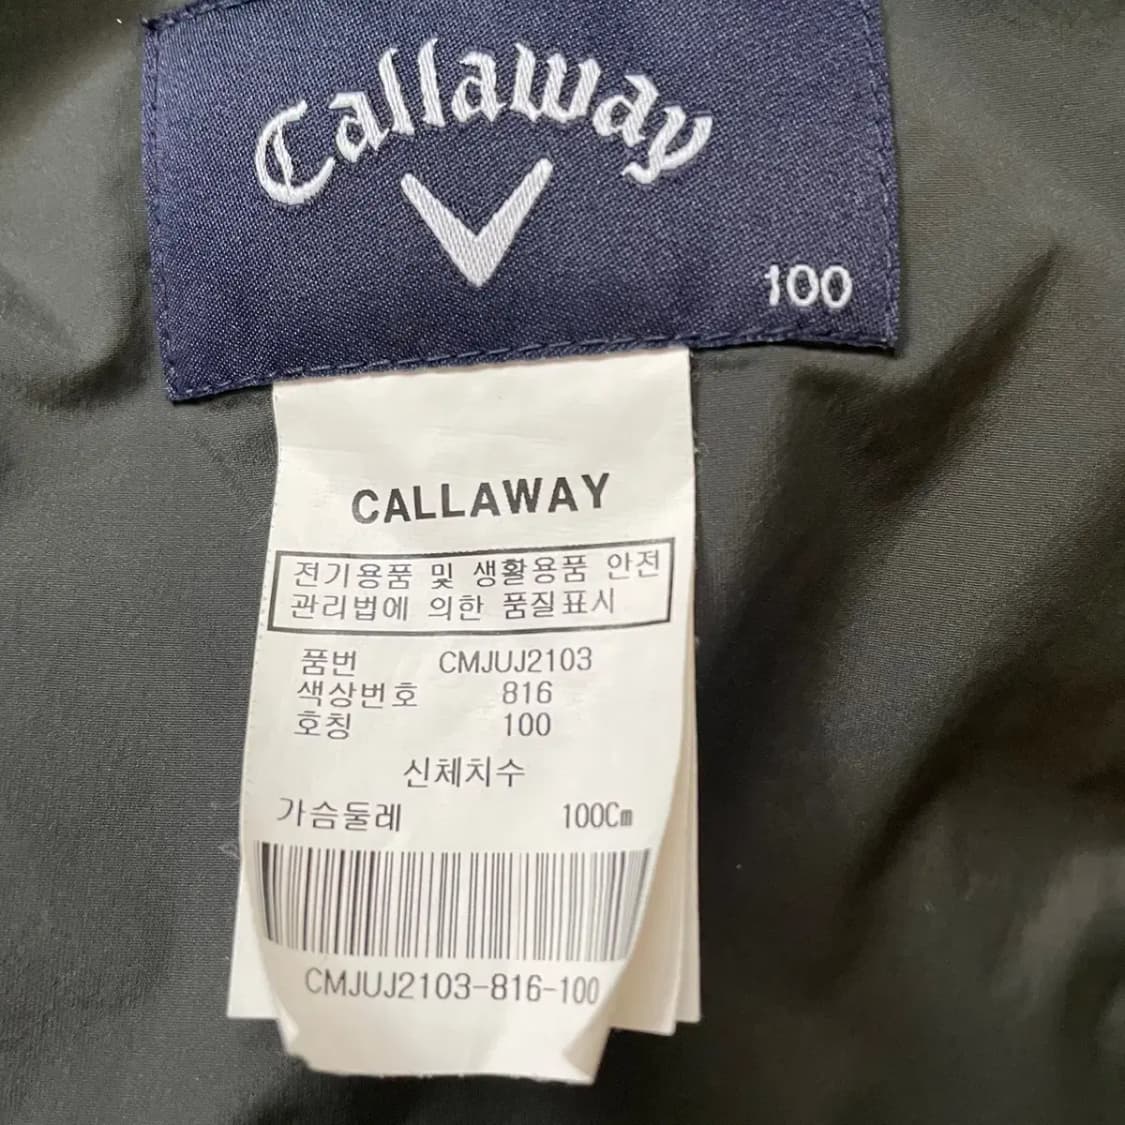 Callaway
100
CALLAWAY
전기용품 및 생활용품 안전
관리법에 의한 품질표시
품번 CMJUJ2103
색상번호 816
호칭 100
신체치수
가슴둘레 100Cm
CMJUJ2103-816-100